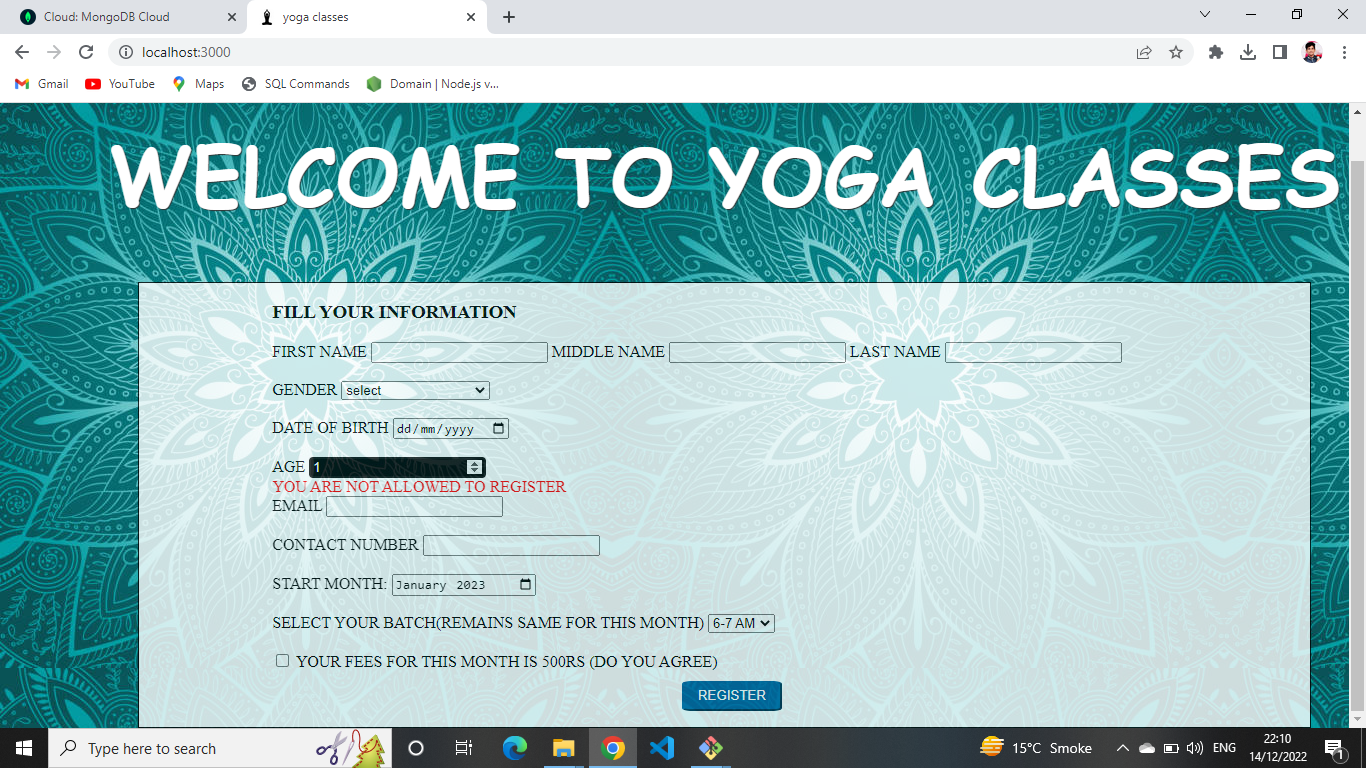 Cloud: MongoDB Cloud
yoga classes
localhost:3000
Gmail YouTube Maps SQL Commands Domain | Node.js v...
WELCOME TO YOGA CLASSES
FILL YOUR INFORMATION
FIRST NAME MIDDLE NAME LAST NAME
GENDER select
DATE OF BIRTH dd/mm/yyyy
AGE 1
YOU ARE NOT ALLOWED TO REGISTER
EMAIL
CONTACT NUMBER
START MONTH: January 2023
SELECT YOUR BATCH(REMAINS SAME FOR THIS MONTH) 6-7 AM
YOUR FEES FOR THIS MONTH IS 500RS (DO YOU AGREE)
REGISTER
Type here to search
15°C Smoke
ENG
22:10
14/12/2022
1